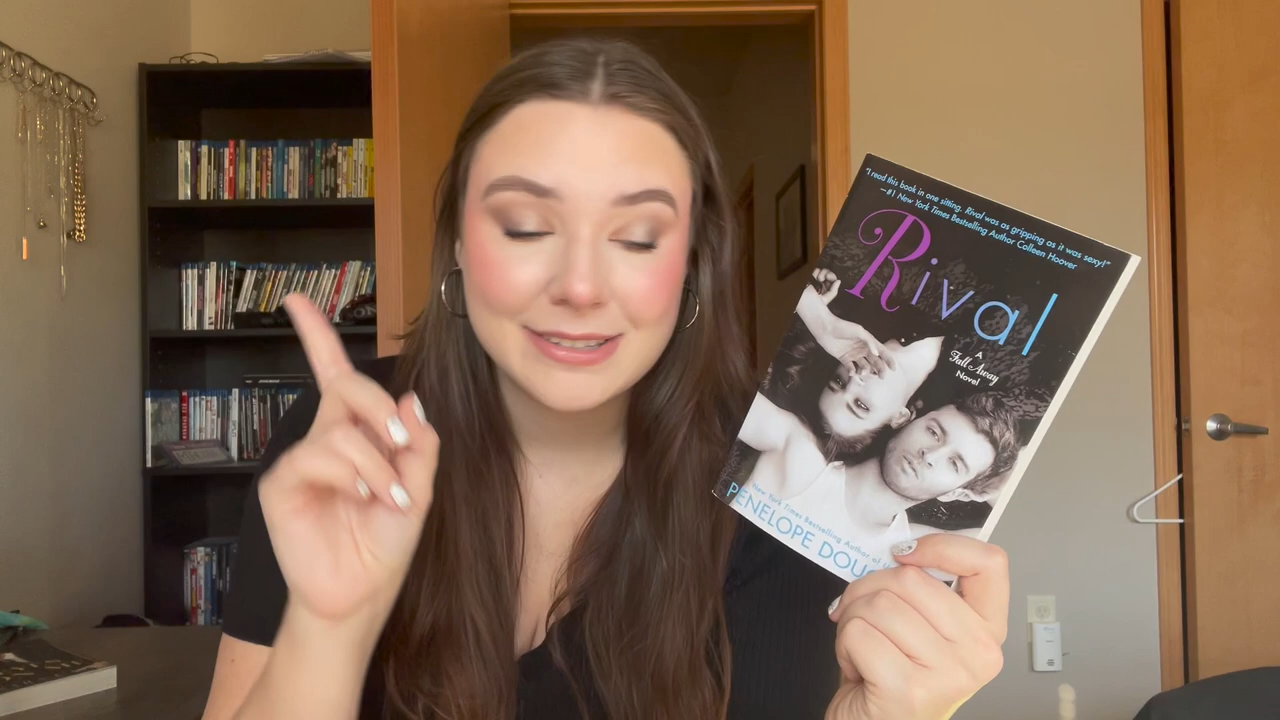 "I read this book in one sitting. Rival was as gripping as it was sexy!"
—#1 New York Times Bestselling Author Colleen Hoover
Rival
A
Fall Away
Novel
New York Times Bestselling Author of
PENELOPE DOUG